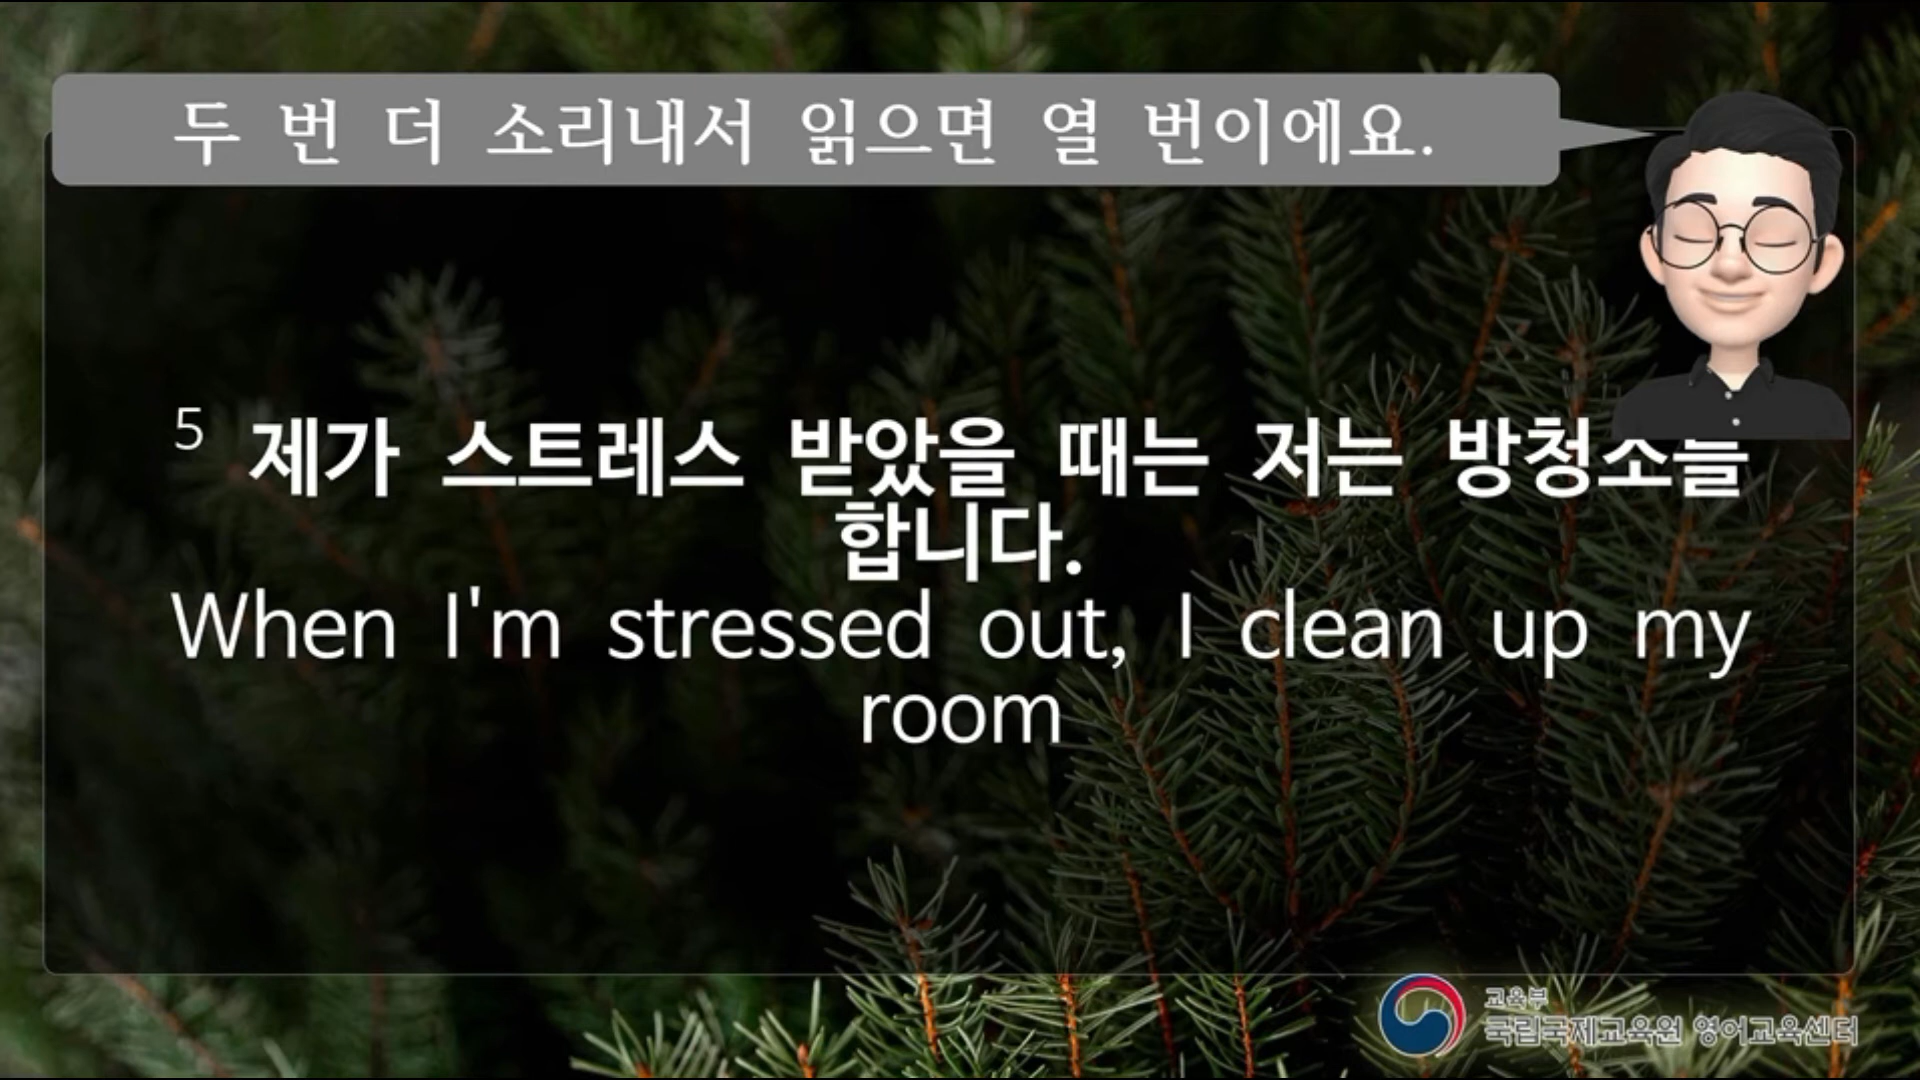 두 번 더 소리내서 읽으면 열 번이에요.
5 제가 스트레스 받았을 때는 저는 방청소를
합니다.
When I'm stressed out, I clean up my
room
교육부
국립국제교육원 영어교육센터